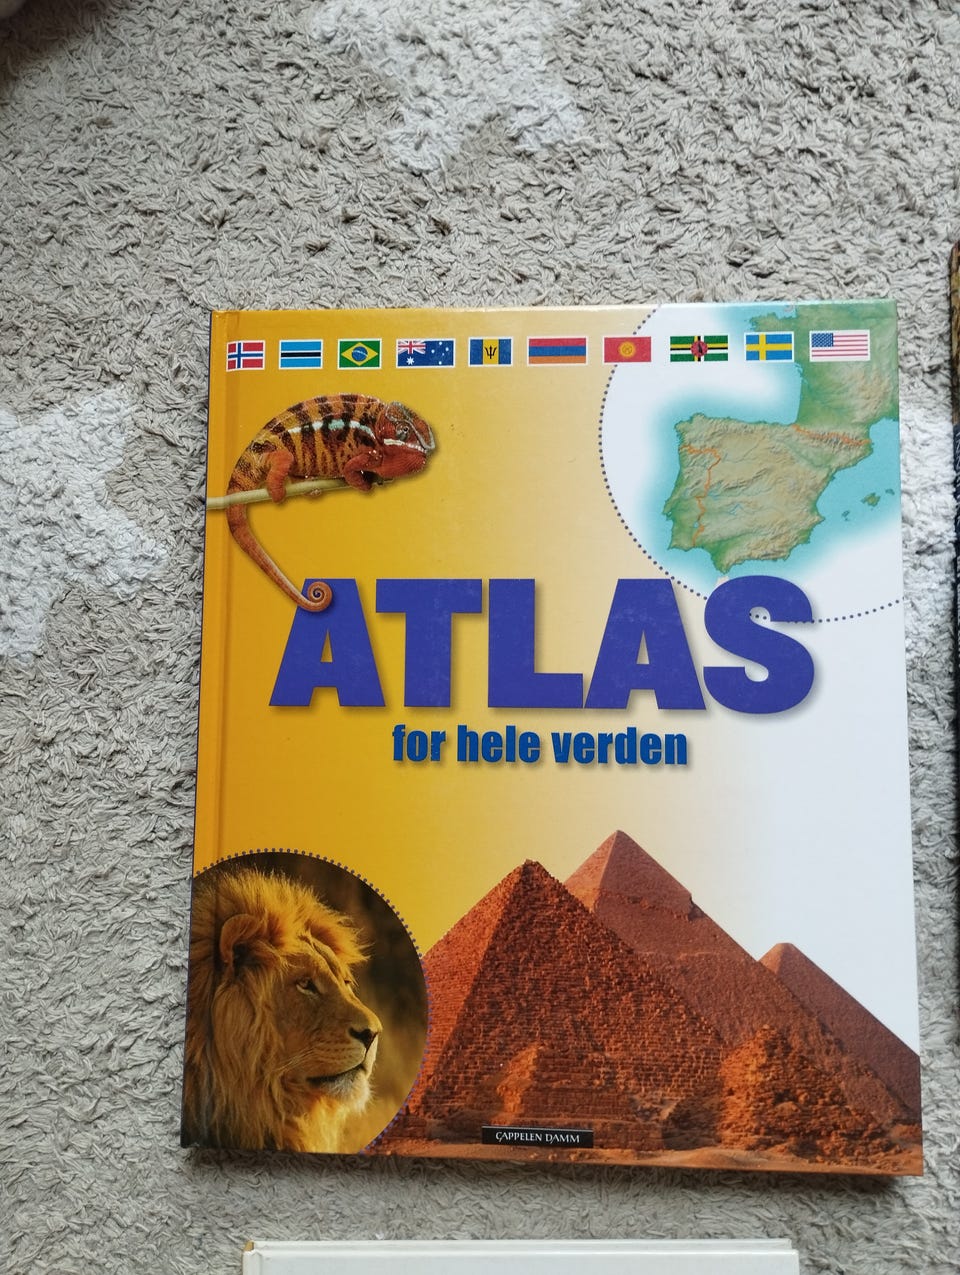 ATLAS
for hele verden
CAPPELEN DAMM